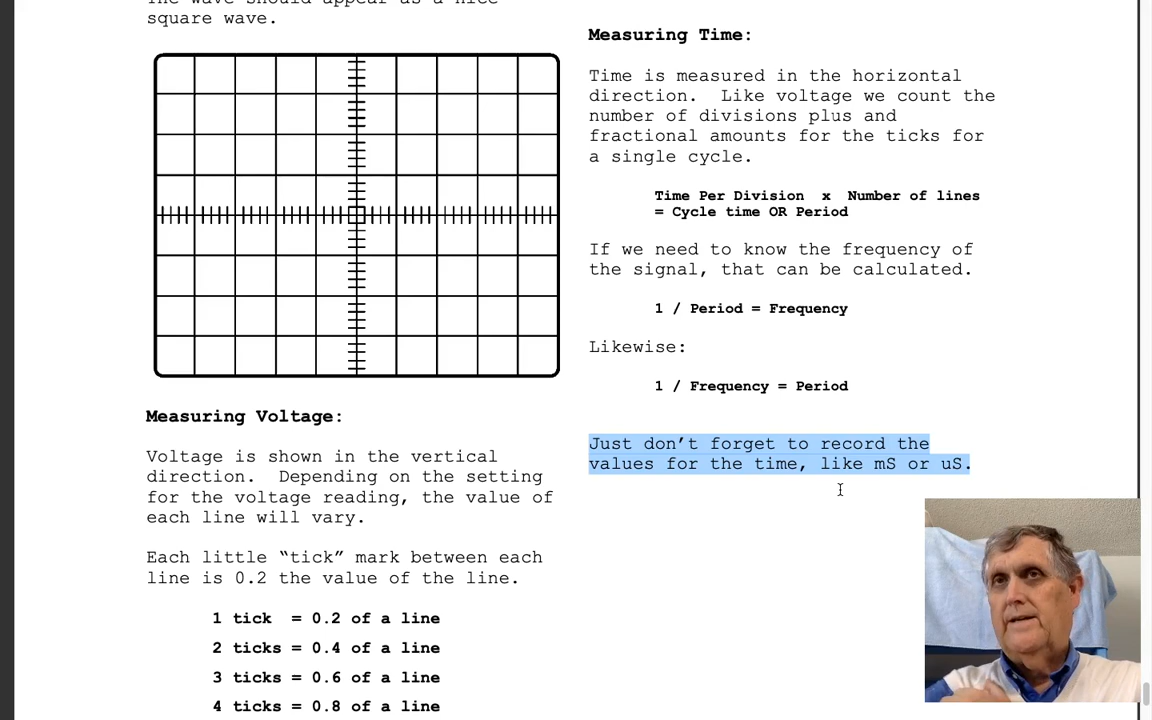 square wave.
Measuring Voltage:
Voltage is shown in the vertical
direction.  Depending on the setting
for the voltage reading, the value of
each line will vary.
Each little “tick” mark between each
line is 0.2 the value of the line.
1 tick  = 0.2 of a line
2 ticks = 0.4 of a line
3 ticks = 0.6 of a line
4 ticks = 0.8 of a line
Measuring Time:
Time is measured in the horizontal
direction.  Like voltage we count the
number of divisions plus and
fractional amounts for the ticks for
a single cycle.
Time Per Division  x  Number of lines
= Cycle time OR Period
If we need to know the frequency of
the signal, that can be calculated.
1 / Period = Frequency
Likewise:
1 / Frequency = Period
Just don’t forget to record the
values for the time, like mS or uS.